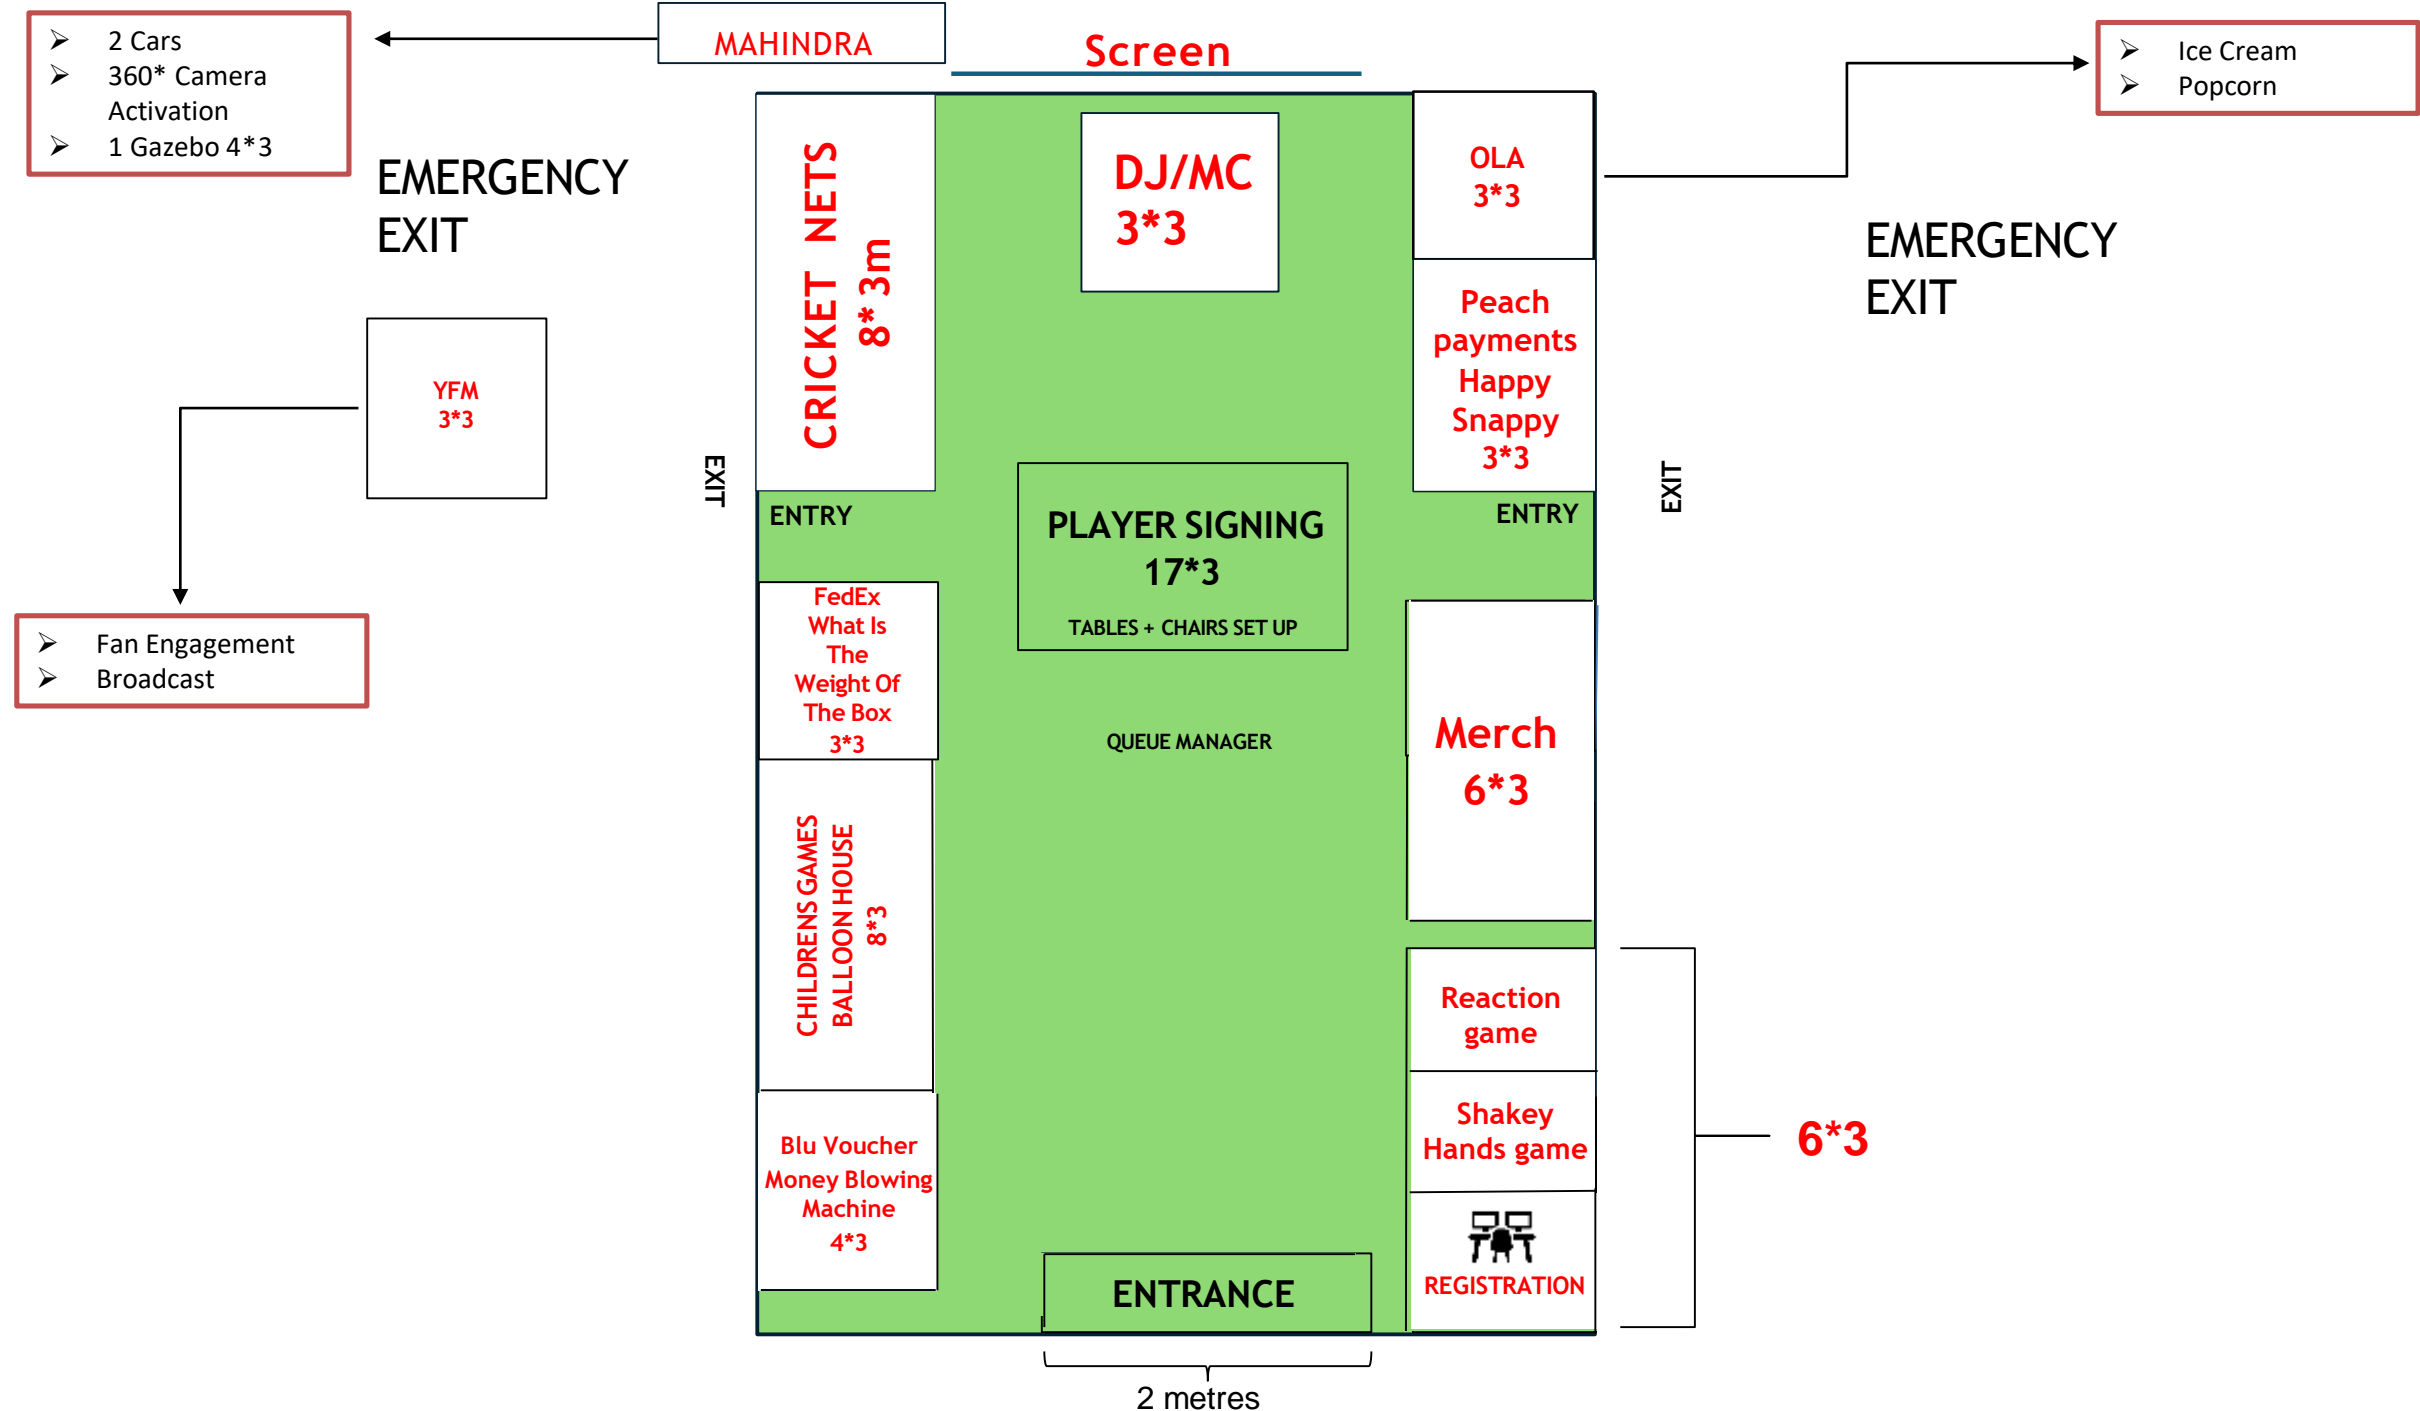 ➢ 2 Cars
➢ 360* Camera
Activation
➢ 1 Gazebo 4*3
MAHINDRA
Screen
➢ Ice Cream
➢ Popcorn
EMERGENCY
EXIT
CRICKET NETS
8* 3m
DJ/MC
3*3
OLA
3*3
EMERGENCY
EXIT
Peach
payments
Happy
Snappy
3*3
YFM
3*3
EXIT
ENTRY
PLAYER SIGNING
17*3
TABLES + CHAIRS SET UP
ENTRY
EXIT
➢ Fan Engagement
➢ Broadcast
FedEx
What Is
The
Weight Of
The Box
3*3
QUEUE MANAGER
Merch
6*3
CHILDRENS GAMES
BALLOON HOUSE
8*3
Reaction
game
Shakey
Hands game
6*3
Blu Voucher
Money Blowing
Machine
4*3
REGISTRATION
ENTRANCE
2 metres